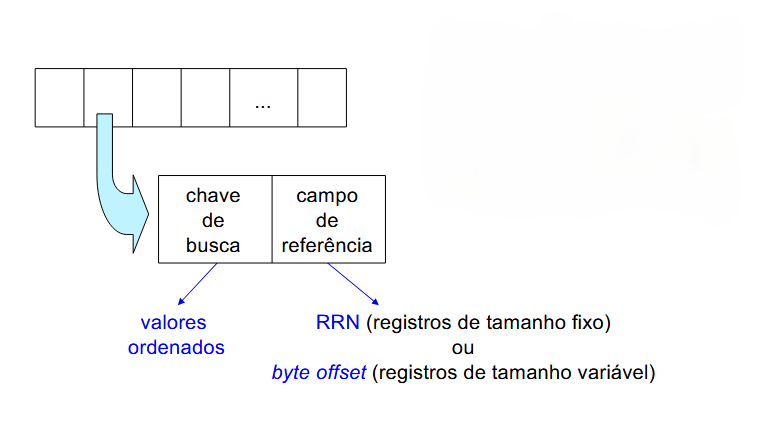 ...
chave
de
busca
campo
de
referência
valores
ordenados
RRN (registros de tamanho fixo)
ou
byte offset (registros de tamanho variável)